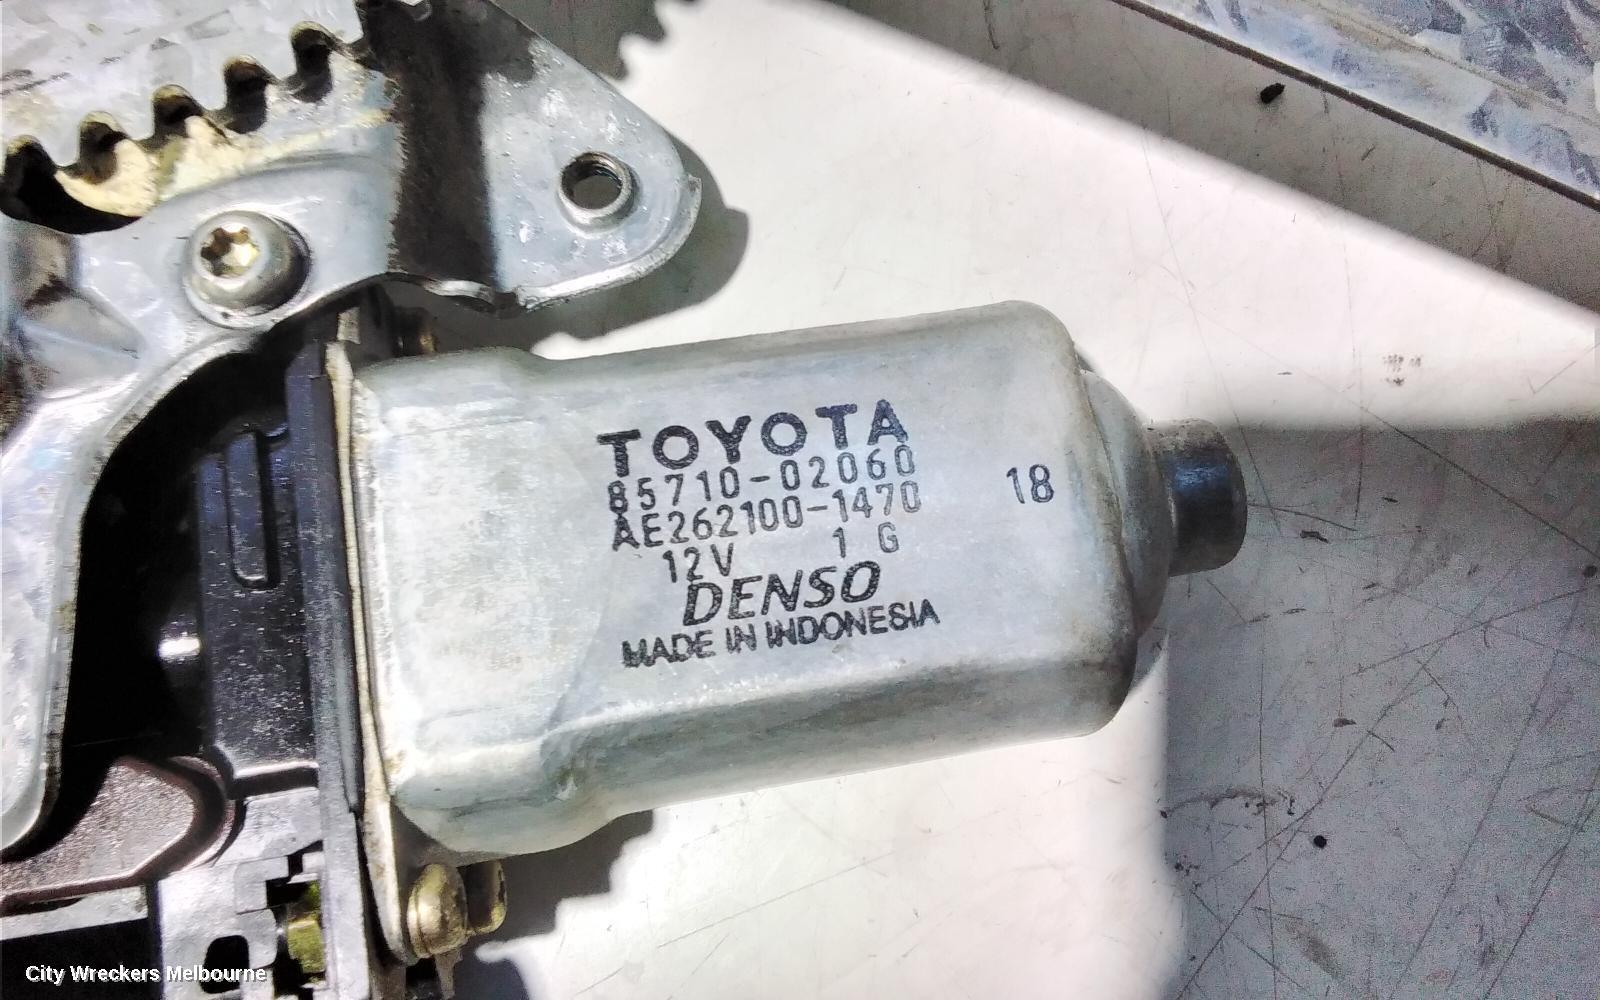 TOYOTA
85710-02060
AE262100-1470
12V 1 G
DENSO
MADE IN INDONESIA
18
City Wreckers Melbourne